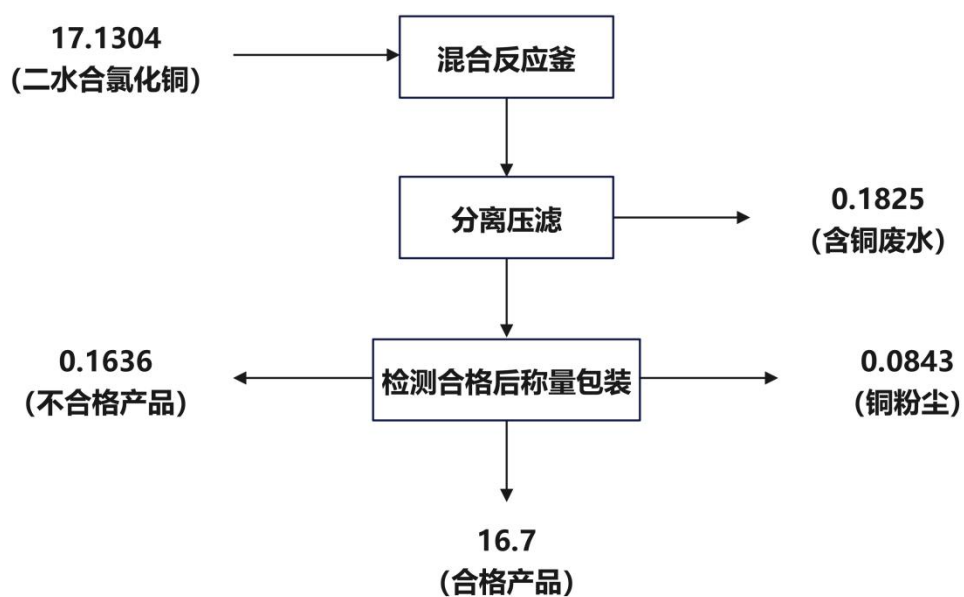 17.1304
(二水合氯化铜)
混合反应釜
分离压滤
0.1825
(含铜废水)
0.1636
(不合格产品)
检测合格后称量包装
0.0843
(铜粉尘)
16.7
(合格产品)